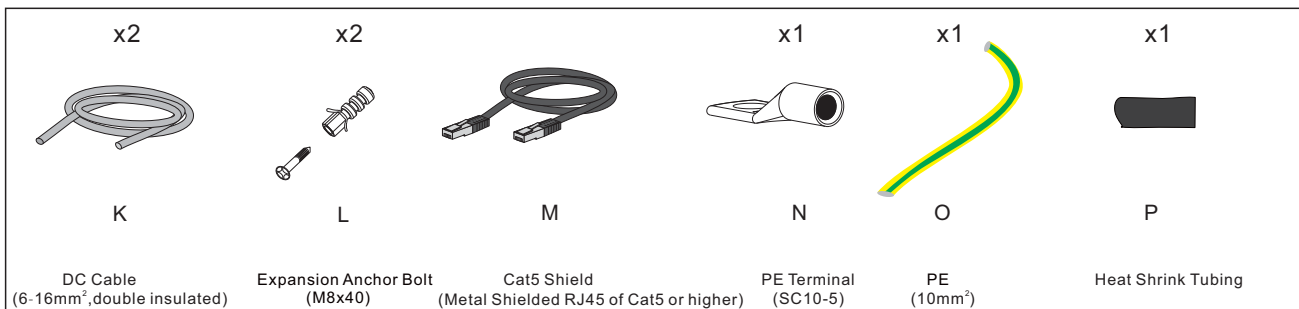 x2 x2 x1 x1 x1
K L M N O P
DC Cable Expansion Anchor Bolt Cat5 Shield PE Terminal PE Heat Shrink Tubing
(6-16mm²,double insulated) (M8x40) (Metal Shielded RJ45 of Cat5 or higher) (SC10-5) (10mm²)